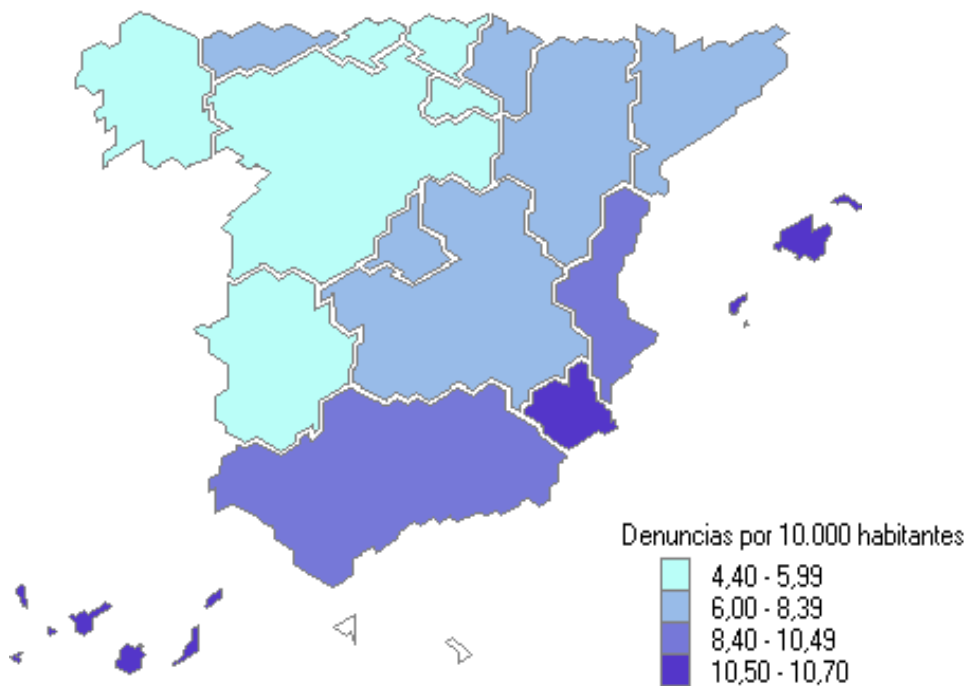 Denuncias por 10.000 habitantes
4,40 - 5,99
6,00 - 8,39
8,40 - 10,49
10,50 - 10,70